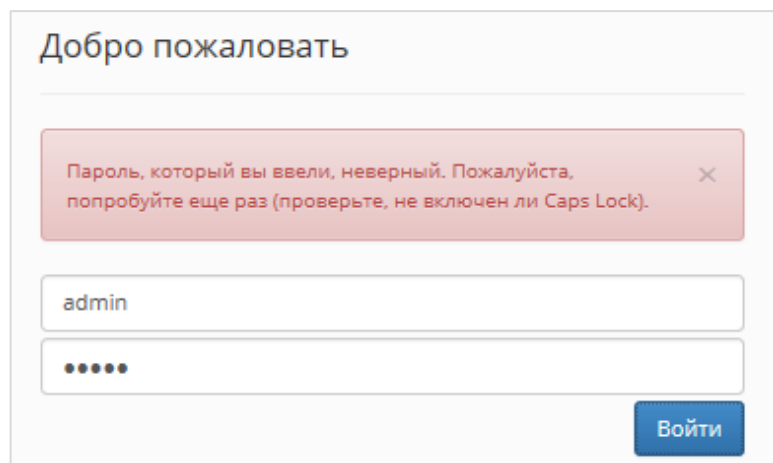 Добро пожаловать
Пароль, который вы ввели, неверный. Пожалуйста,
попробуйте еще раз (проверьте, не включен ли Caps Lock).
×
admin
•••••
Войти